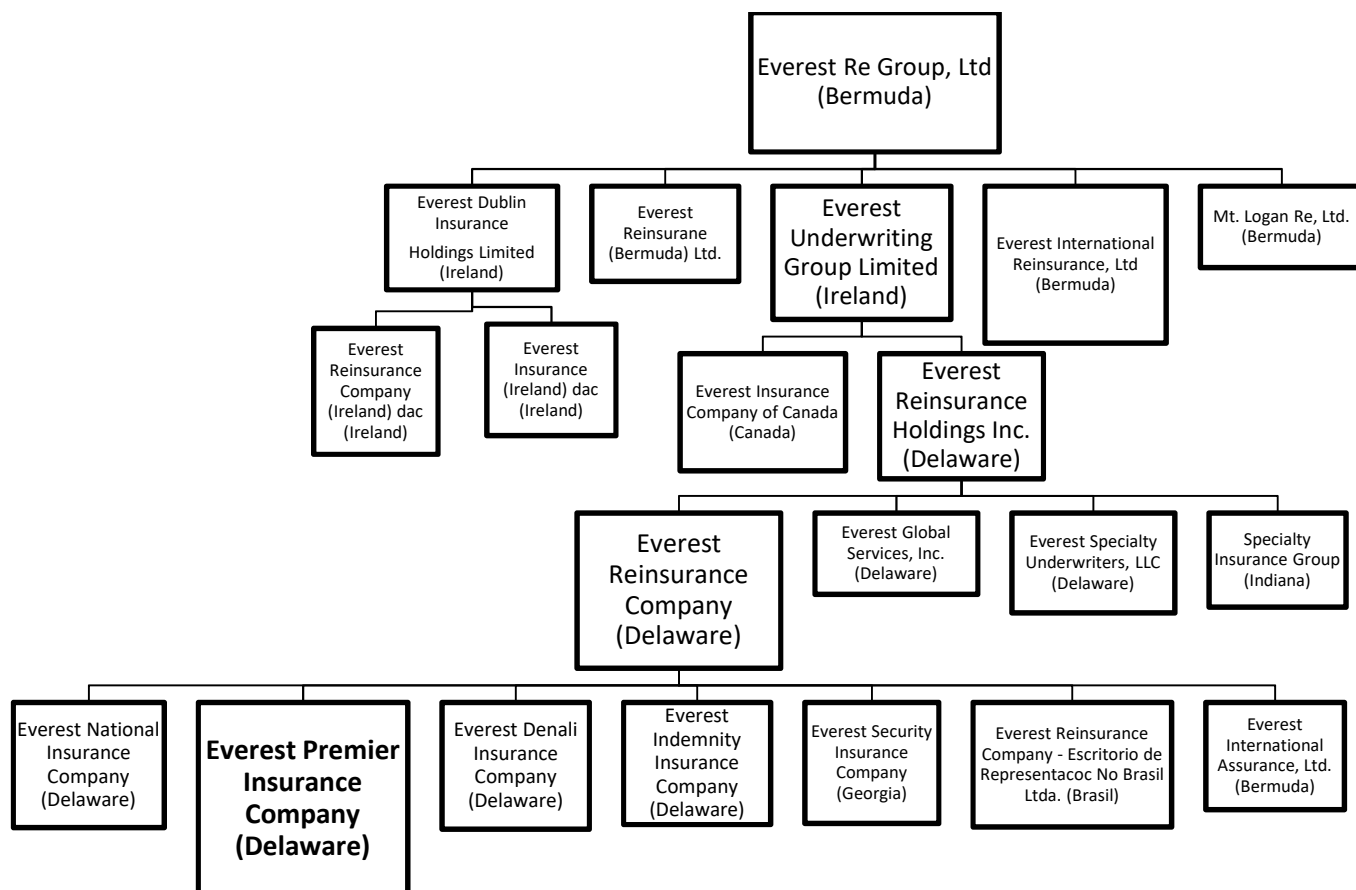 Everest Re Group, Ltd
(Bermuda)
Everest Dublin
Insurance
Holdings Limited
(Ireland)
Everest
Reinsurane
(Bermuda) Ltd.
Everest
Underwriting
Group Limited
(Ireland)
Everest International
Reinsurance, Ltd
(Bermuda)
Mt. Logan Re, Ltd.
(Bermuda)
Everest
Reinsurance
Company
(Ireland) dac
(Ireland)
Everest
Insurance
(Ireland) dac
(Ireland)
Everest Insurance
Company of Canada
(Canada)
Everest
Reinsurance
Holdings Inc.
(Delaware)
Everest
Reinsurance
Company
(Delaware)
Everest Global
Services, Inc.
(Delaware)
Everest Specialty
Underwriters, LLC
(Delaware)
Specialty
Insurance Group
(Indiana)
Everest National
Insurance
Company
(Delaware)
Everest Premier
Insurance
Company
(Delaware)
Everest Denali
Insurance
Company
(Delaware)
Everest
Indemnity
Insurance
Company
(Delaware)
Everest Security
Insurance
Company
(Georgia)
Everest Reinsurance
Company - Escritorio de
Representacoc No Brasil
Ltda. (Brasil)
Everest
International
Assurance, Ltd.
(Bermuda)